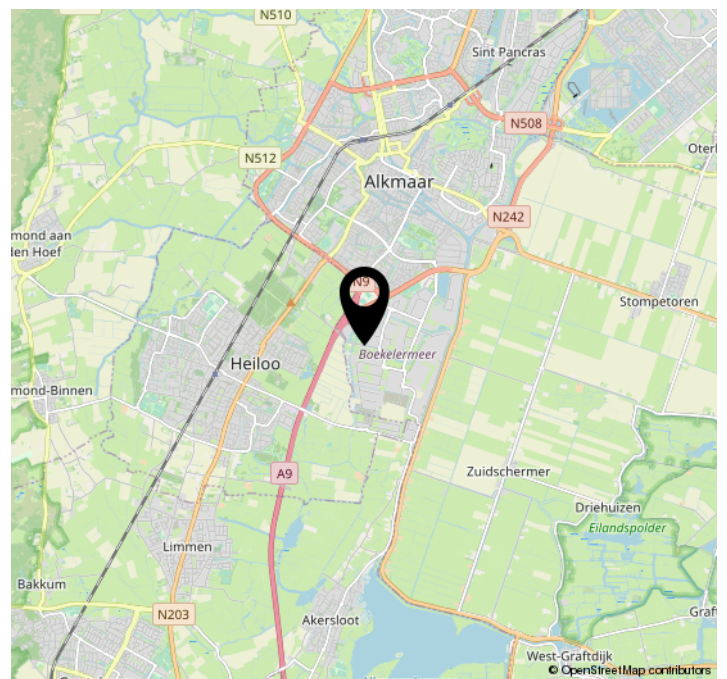 N510
Sint Pancras
N508
N512
Oterl
Alkmaar
N242
mond aan
den Hoef
N9
Stompetoren
Boekelermeer
Heiloo
mond-Binnen
A9
Zuidschermer
Driehuizen
Eilandspolder
Limmen
Bakkum
N203
Akersloot
Graft
West-Graftdijk
© OpenStreetMap contributors